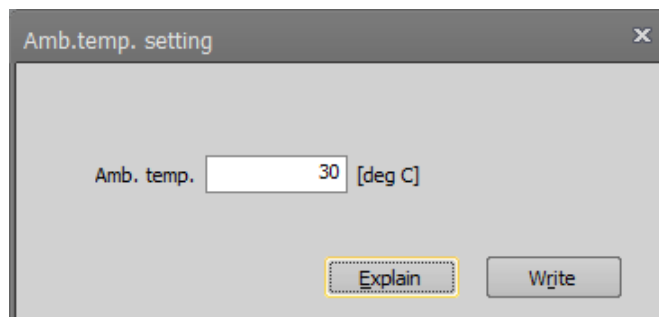 Amb.temp. setting
Amb. temp. 30 [deg C]
Explain Write